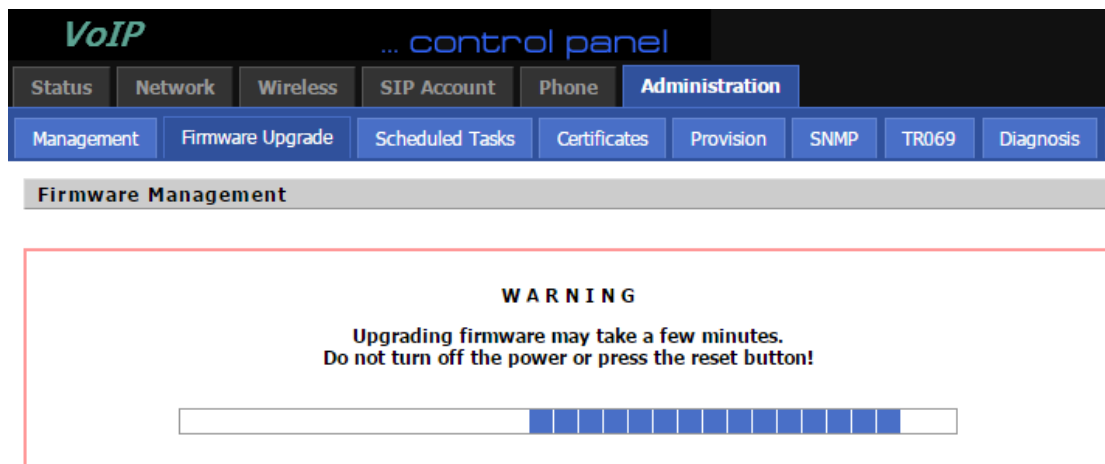 VoIP
... control panel
Status Network Wireless SIP Account Phone Administration
Management Firmware Upgrade Scheduled Tasks Certificates Provision SNMP TR069 Diagnosis
Firmware Management
WARNING
Upgrading firmware may take a few minutes.
Do not turn off the power or press the reset button!